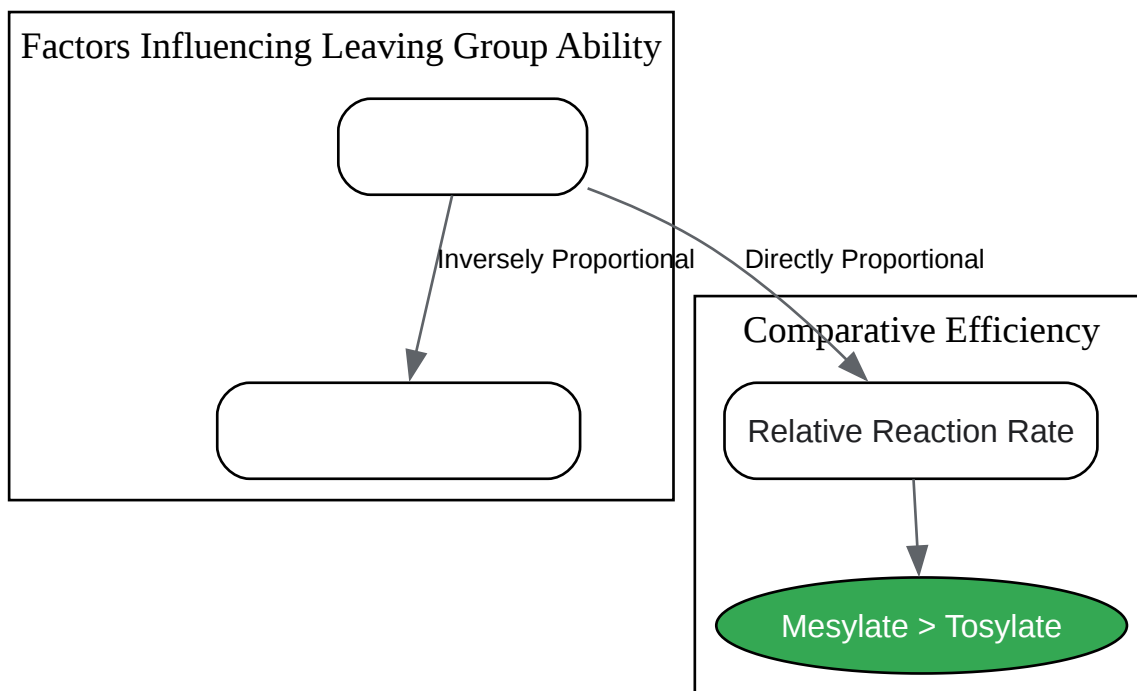 Factors Influencing Leaving Group Ability
Inversely Proportional
Directly Proportional
Comparative Efficiency
Relative Reaction Rate
Mesylate > Tosylate